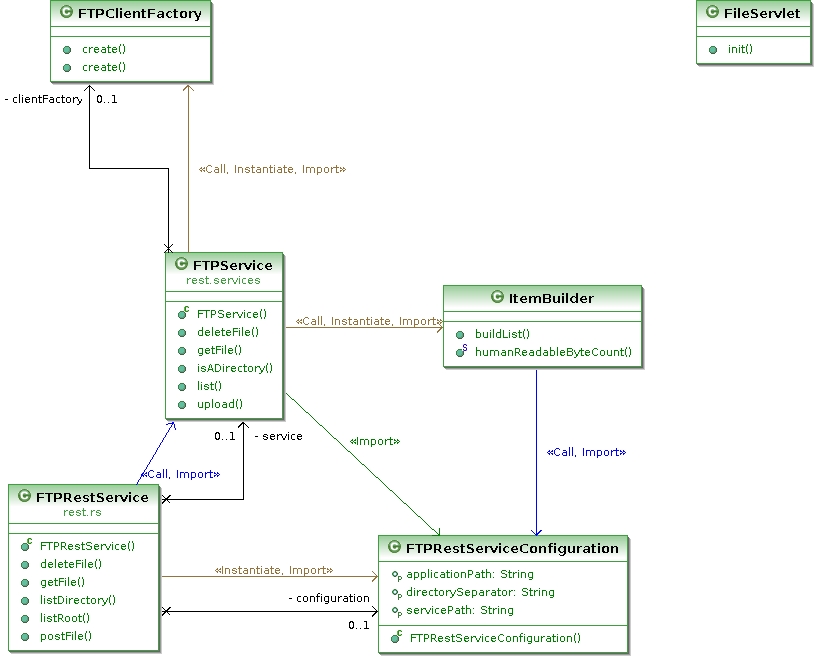 FTPClientFactory
create()
create()
FileServlet
init()
- clientFactory
0..1
«Call, Instantiate, Import»
FTPService
rest.services
FTPService()
deleteFile()
getFile()
isADirectory()
list()
upload()
«Call, Instantiate, Import»
ItemBuilder
buildList()
humanReadableByteCount()
0..1
- service
«Import»
«Call, Import»
«Call, Import»
FTPRestService
rest.rs
FTPRestService()
deleteFile()
getFile()
listDirectory()
listRoot()
postFile()
«Instantiate, Import»
- configuration
0..1
FTPRestServiceConfiguration
applicationPath: String
directorySeparator: String
servicePath: String
FTPRestServiceConfiguration()